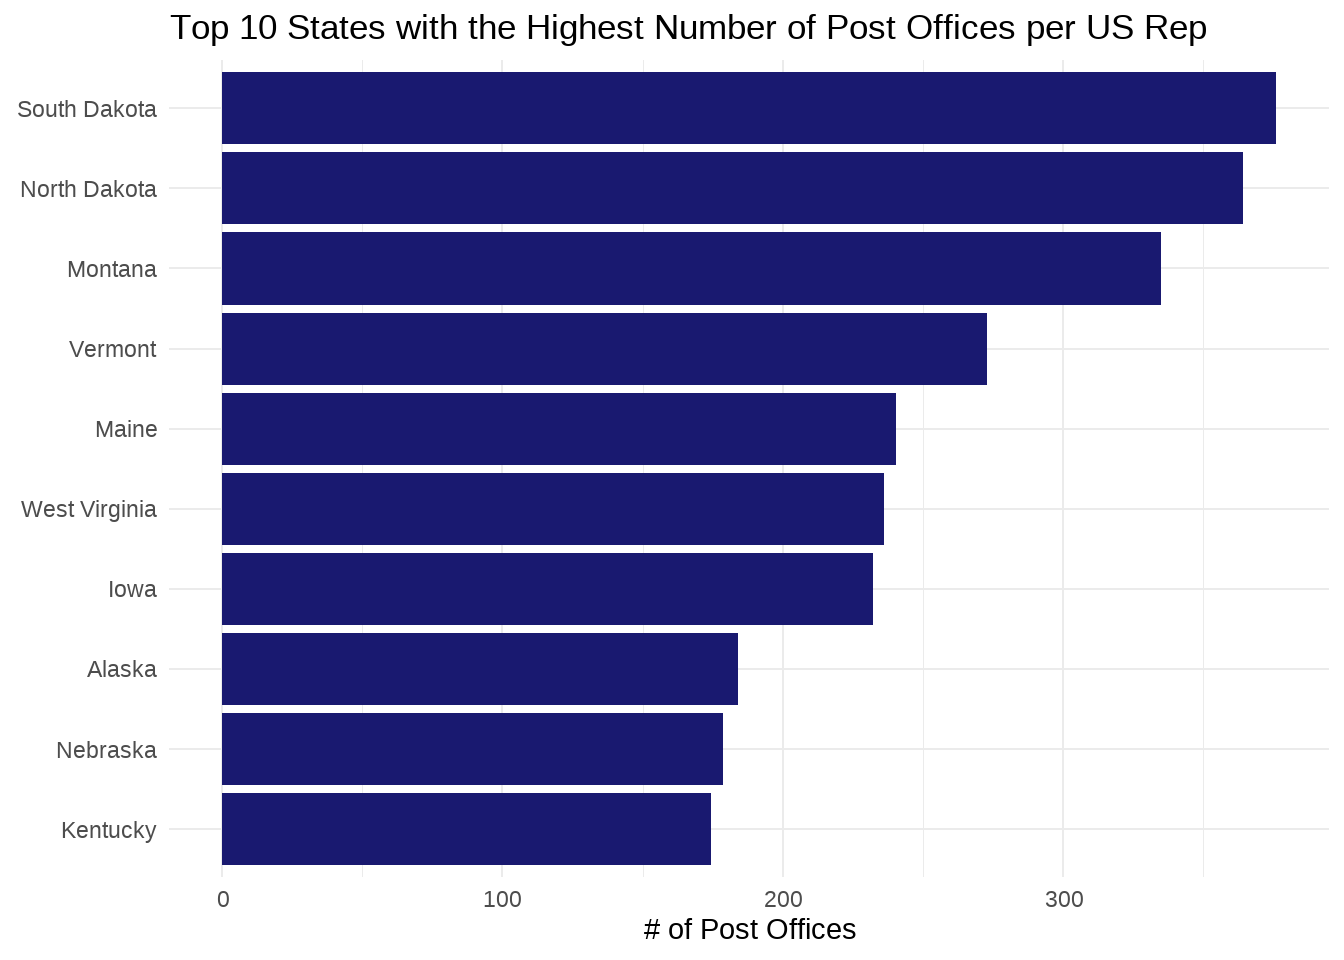 Top 10 States with the Highest Number of Post Offices per US Rep
South Dakota
North Dakota
Montana
Vermont
Maine
West Virginia
Iowa
Alaska
Nebraska
Kentucky
0 100 200 300
# of Post Offices